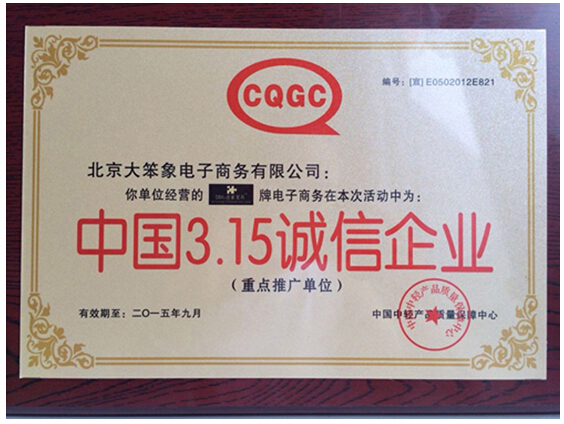 CQGC
编号:[宣]E0502012E821
北京大笨象电子商务有限公司:
你单位经营的 牌电子商务在本次活动中为:
中国3.15诚信企业
(重点推广单位)
有效期至:二〇一五年九月
中国中轻产品质量保障中心